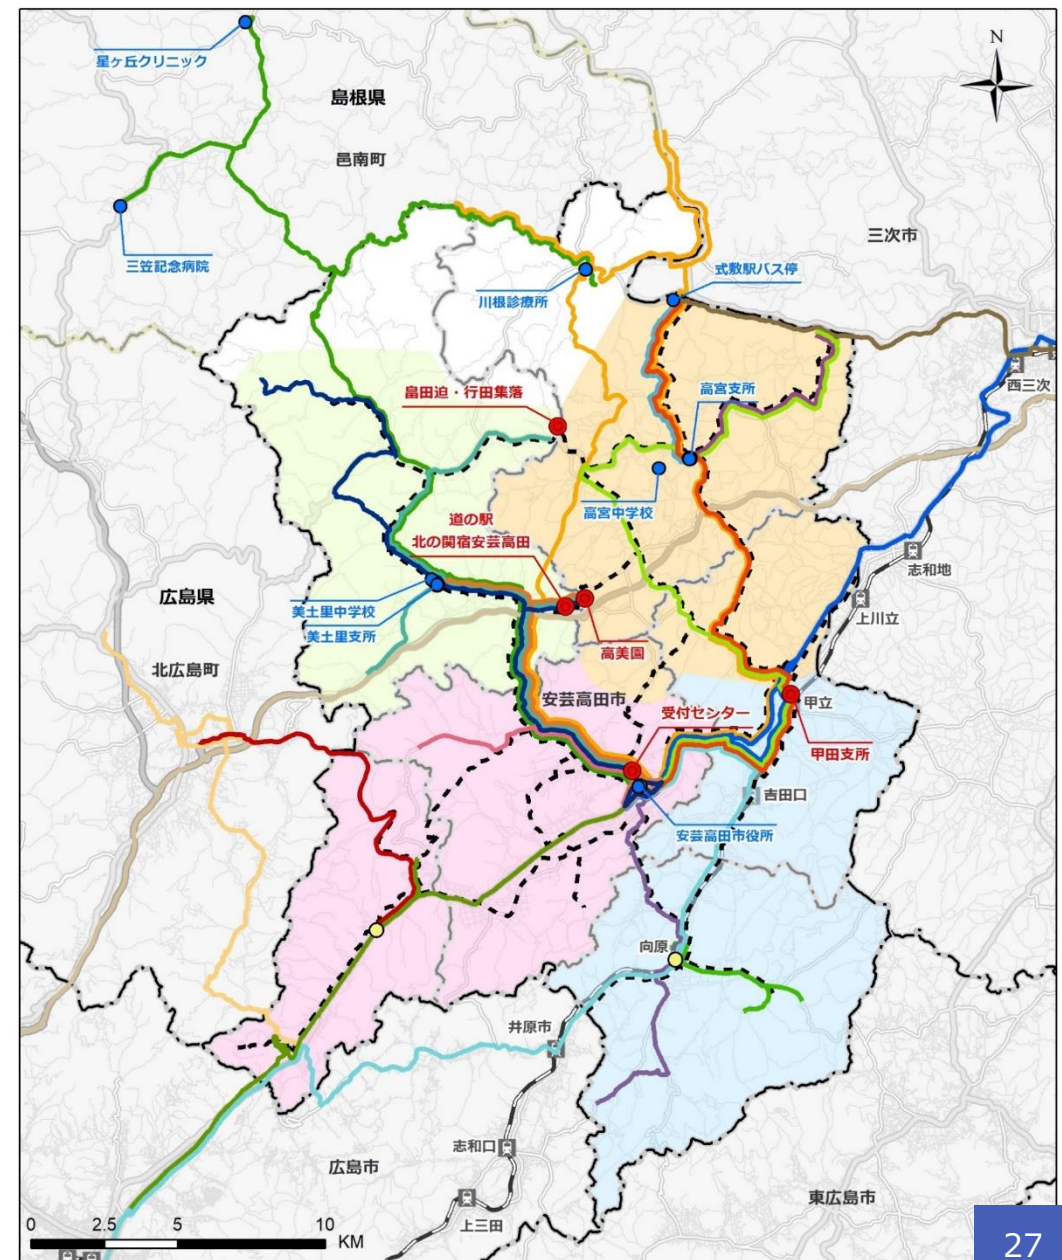 星ヶ丘クリニック
島根県
邑南町
N
三笠記念病院
川根診療所
式敷駅バス停
三次市
西三次
畠田迫・行田集落
高宮支所
高宮中学校
道の駅
北の関宿安芸高田
志和地
上川立
広島県
美土里中学校
美土里支所
北広島町
高美園
安芸高田市
受付センター
甲立
甲田支所
吉田口
安芸高田市役所
向原
井原市
志和口
広島市
上三田
東広島市
0 2.5 5 10
KM
27